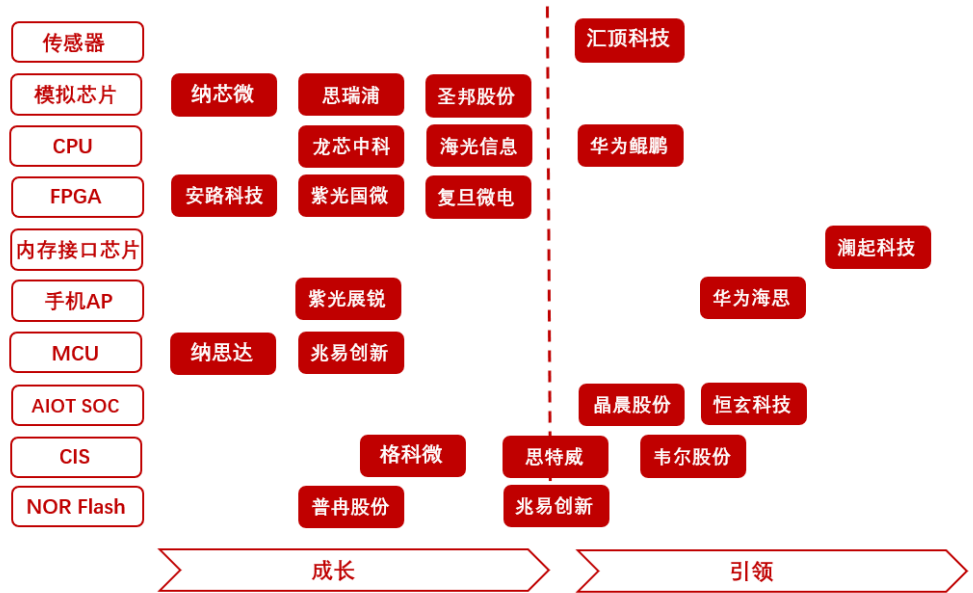 传感器 汇顶科技
模拟芯片 纳芯微 思瑞浦 圣邦股份
CPU 龙芯中科 海光信息 华为鲲鹏
FPGA 安路科技 紫光国微 复旦微电
内存接口芯片 澜起科技
手机AP 紫光展锐 华为海思
MCU 纳思达 兆易创新
AIOT SOC 晶晨股份 恒玄科技
CIS 格科微 思特威 韦尔股份
NOR Flash 普冉股份 兆易创新
成长 引领